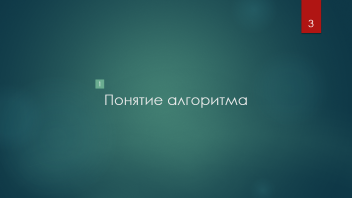 3
Понятие алгоритма